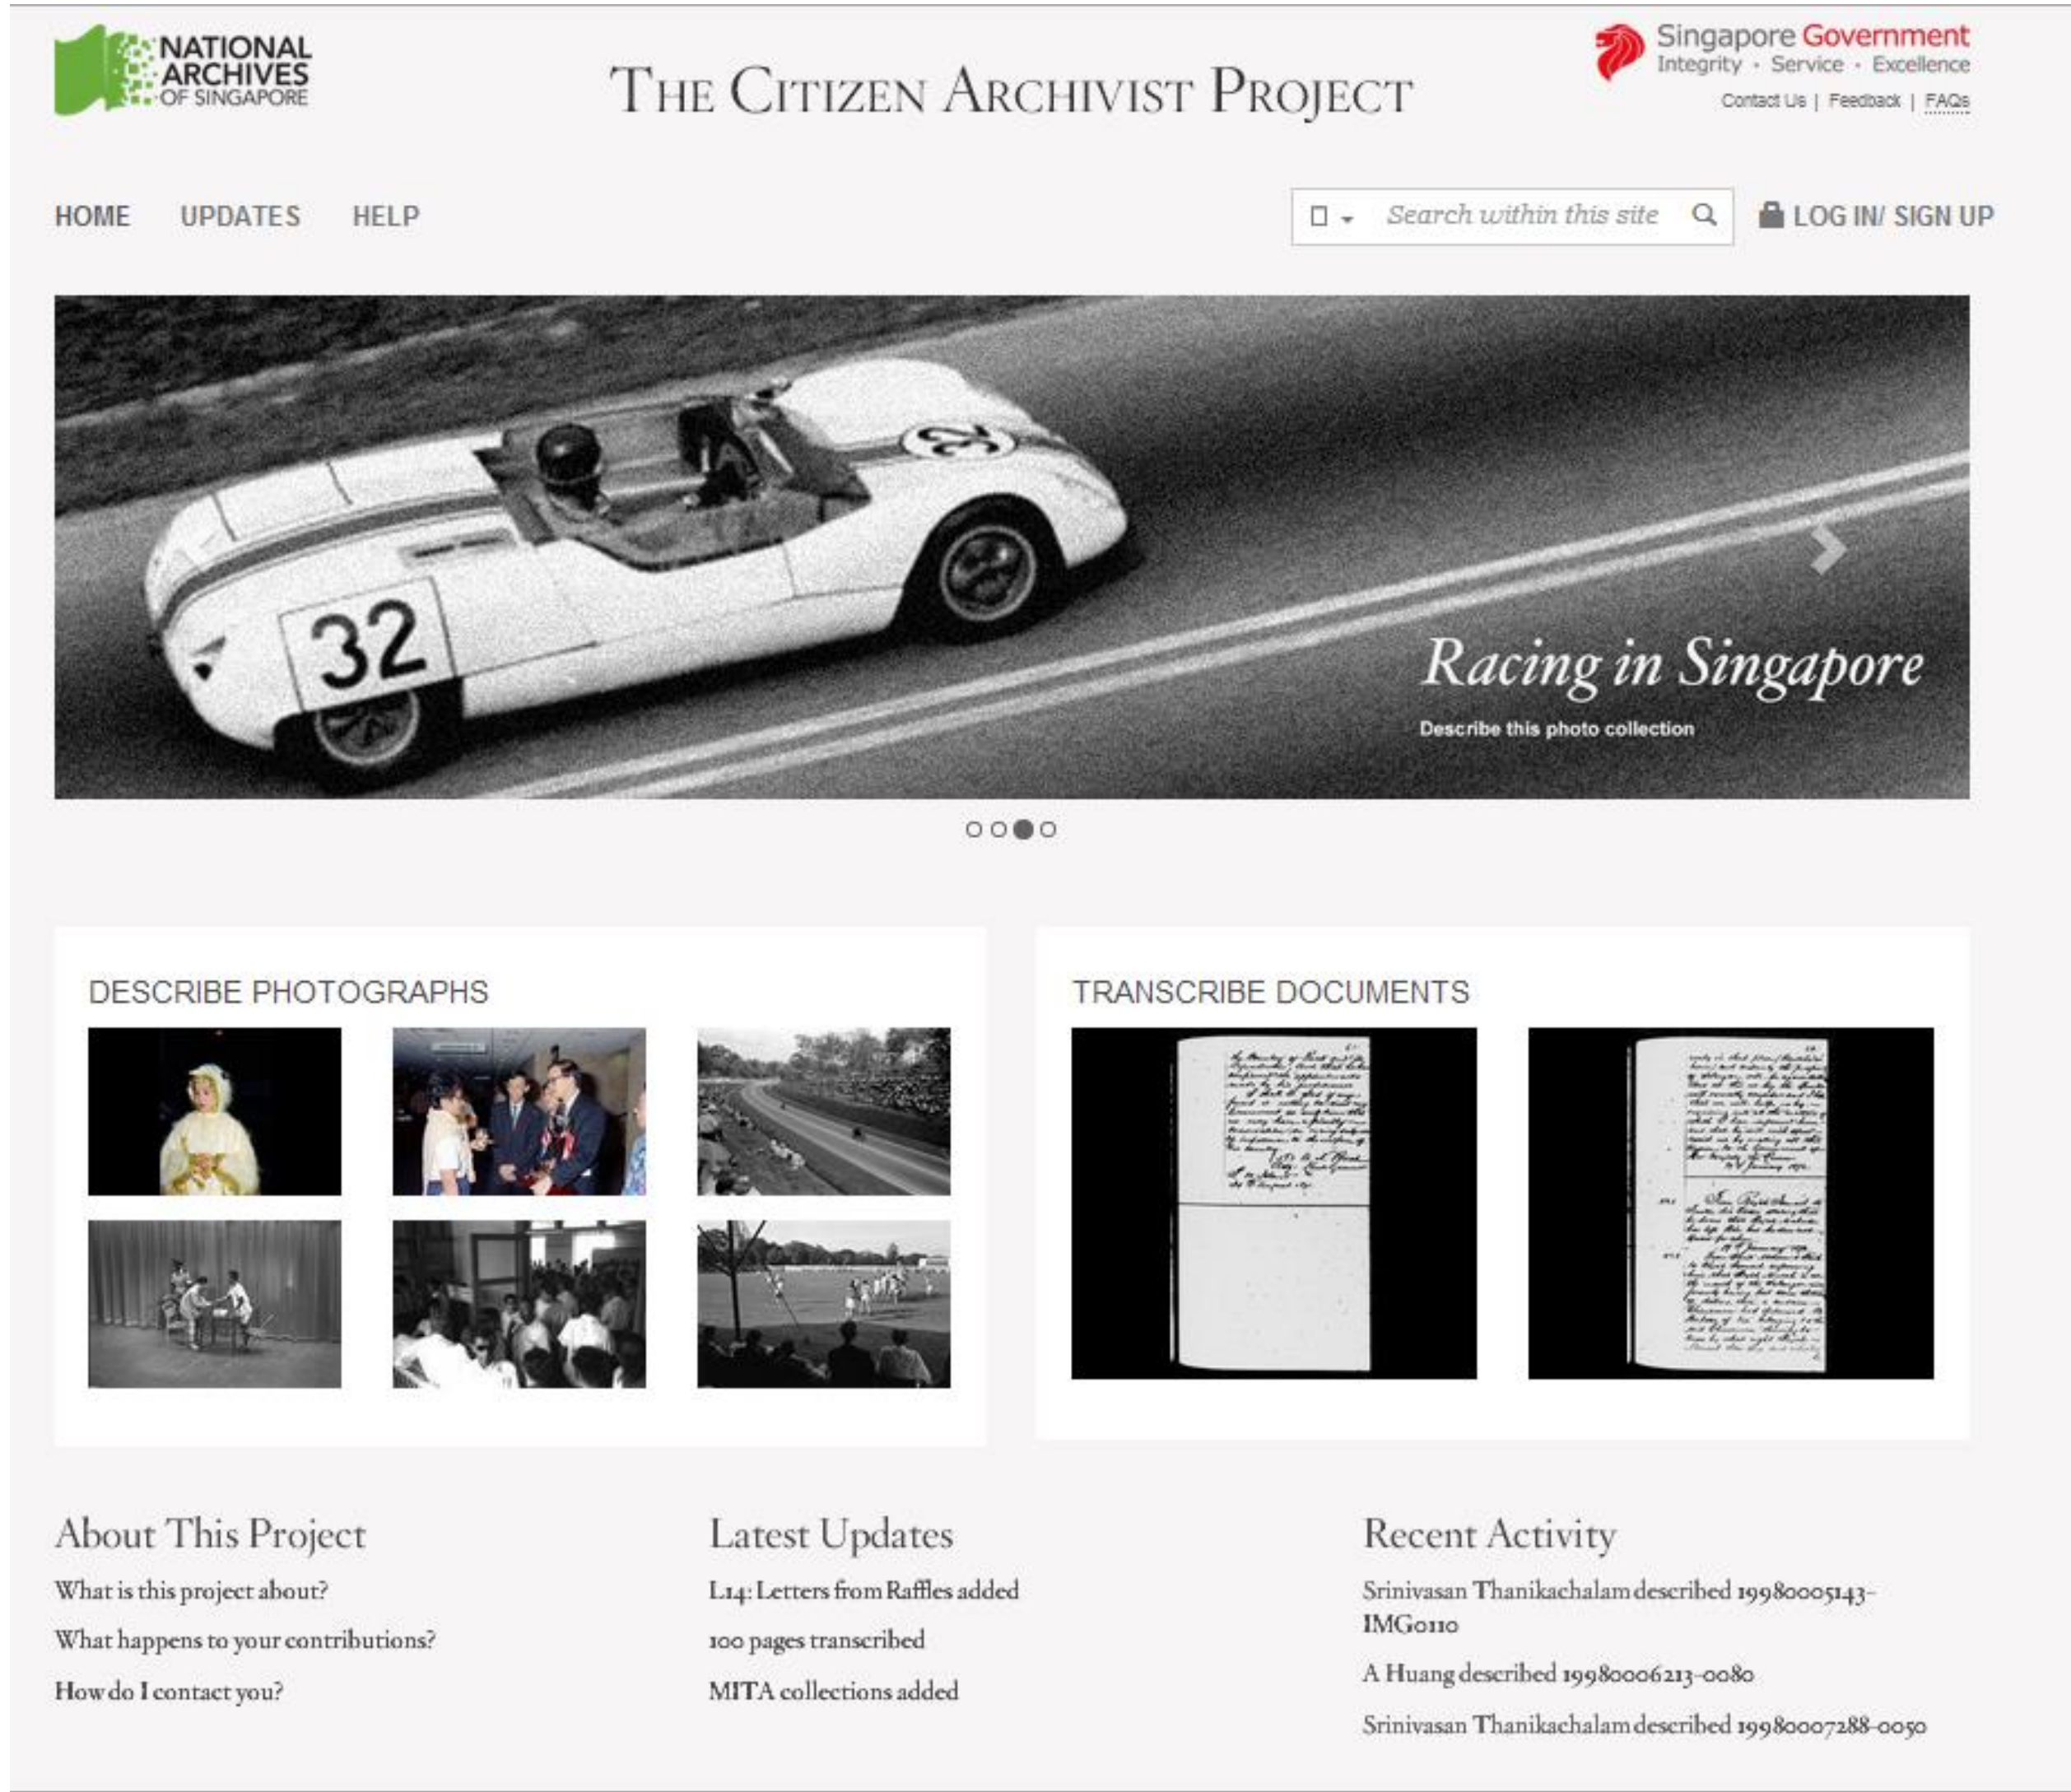 NATIONAL
ARCHIVES
OF SINGAPORE
THE CITIZEN ARCHIVIST PROJECT
Singapore Government
Integrity · Service · Excellence
Contact Us | Feedback | FAQs
HOME UPDATES HELP
Search within this site
LOG IN/ SIGN UP
32
32
Racing in Singapore
Describe this photo collection
DESCRIBE PHOTOGRAPHS
TRANSCRIBE DOCUMENTS
About This Project
What is this project about?
What happens to your contributions?
How do I contact you?
Latest Updates
L14: Letters from Raffles added
100 pages transcribed
MITA collections added
Recent Activity
Srinivasan Thanikachalam described 19980005143-
IMG0110
A Huang described 19980006213-0080
Srinivasan Thanikachalam described 19980007288-0050